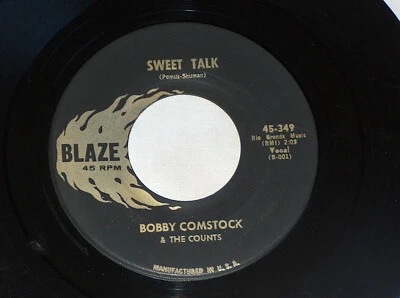 SWEET TALK
(Pomus-Shuman)
BLAZE
45 RPM
45-349
Rio Grande Music
(BMI) 2:03
Vocal
(B-001)
BOBBY COMSTOCK
& THE COUNTS
MANUFACTURED IN U.S.A.